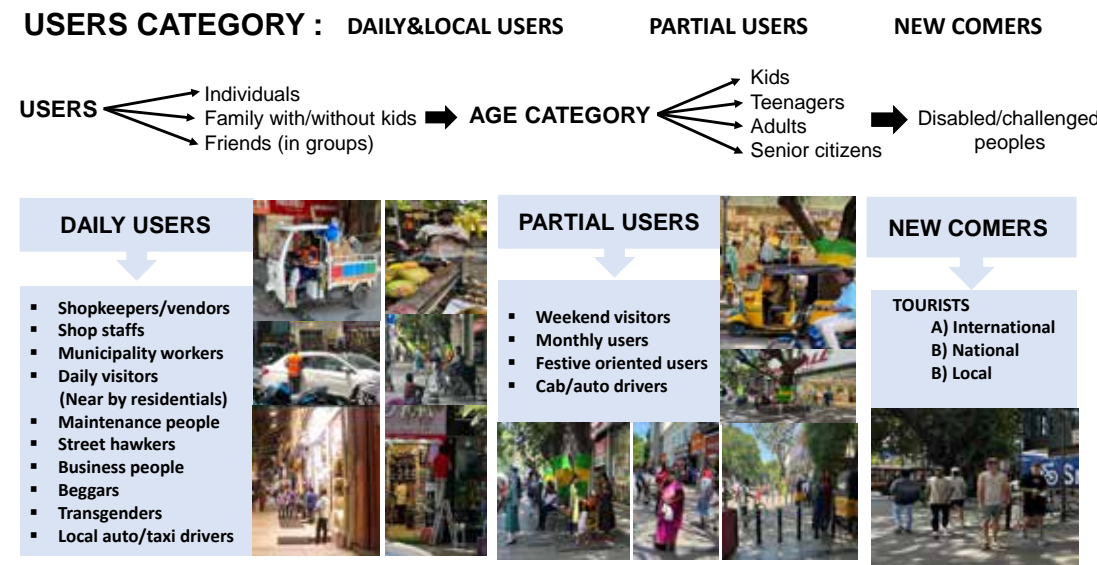 USERS CATEGORY : DAILY&LOCAL USERS PARTIAL USERS NEW COMERS
USERS
Individuals
Family with/without kids
Friends (in groups)
AGE CATEGORY
Kids
Teenagers
Adults
Senior citizens
Disabled/challenged
peoples
DAILY USERS
▪ Shopkeepers/vendors
▪ Shop staffs
▪ Municipality workers
▪ Daily visitors
(Near by residentials)
▪ Maintenance people
▪ Street hawkers
▪ Business people
▪ Beggars
▪ Transgenders
▪ Local auto/taxi drivers
PARTIAL USERS
▪ Weekend visitors
▪ Monthly users
▪ Festive oriented users
▪ Cab/auto drivers
NEW COMERS
TOURISTS
A) International
B) National
B) Local